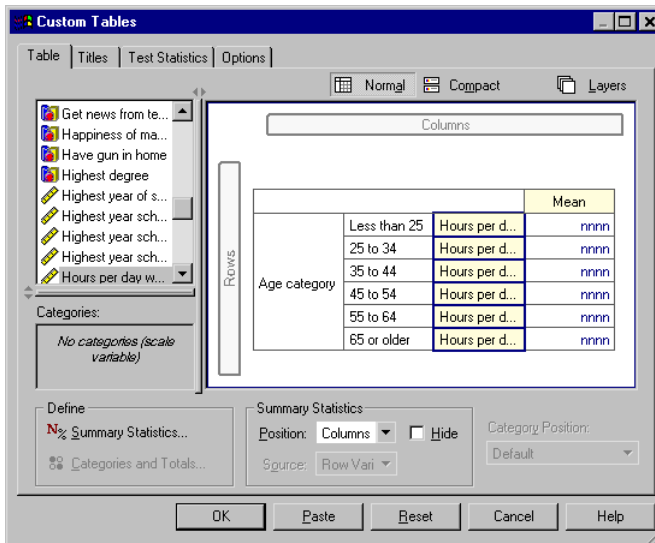 Custom Tables
Table Titles Test Statistics Options
Normal Compact Layers
Get news from te...
Happiness of ma...
Have gun in home
Highest degree
Highest year of s...
Highest year sch...
Highest year sch...
Highest year sch...
Hours per day w...
Columns
Rows
Mean
Age category
Less than 25 Hours per d... nnnn
25 to 34 Hours per d... nnnn
35 to 44 Hours per d... nnnn
45 to 54 Hours per d... nnnn
55 to 64 Hours per d... nnnn
65 or older Hours per d... nnnn
Categories:
No categories (scale
variable)
Define
N% Summary Statistics...
Categories and Totals...
Summary Statistics
Position: Columns Hide
Source: Row Vari
Category Position:
Default
OK Paste Reset Cancel Help